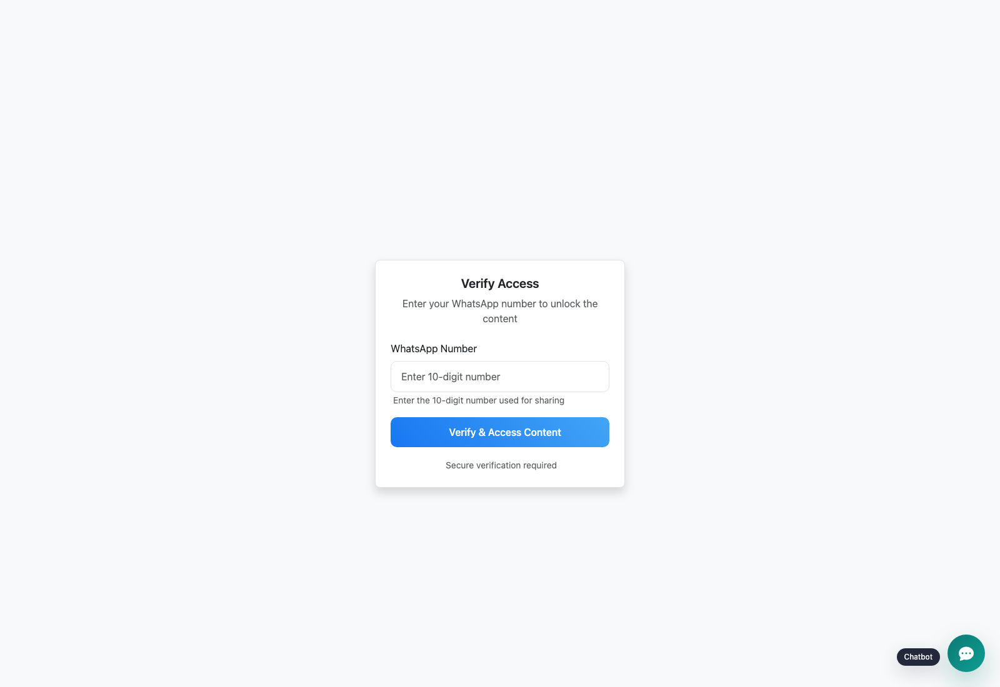 Verify Access
Enter your WhatsApp number to unlock the
content
WhatsApp Number
Enter 10-digit number
Enter the 10-digit number used for sharing
Verify & Access Content
Secure verification required
Chatbot